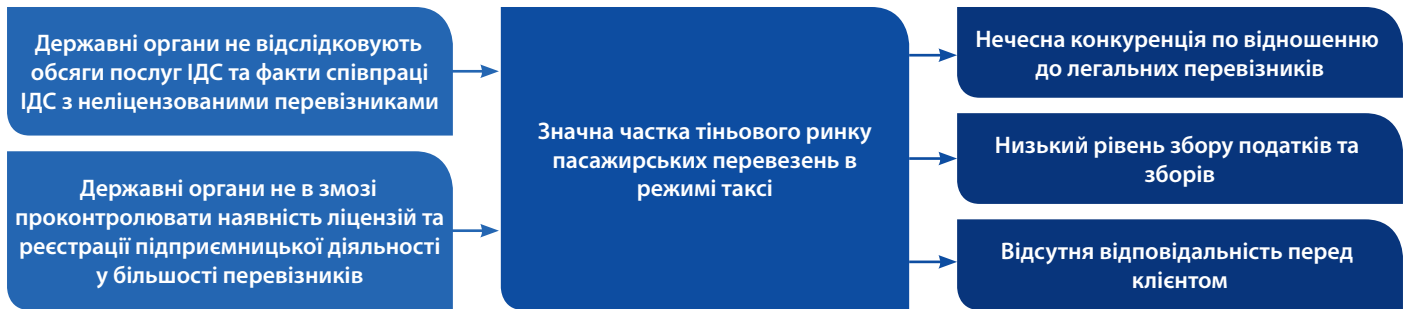 Державні органи не відслідковують
обсяги послуг ІДС та факти співпраці
ІДС з неліцензованими перевізниками
Державні органи не в змозі
проконтролювати наявність ліцензій та
реєстрації підприємницької діяльності
у більшості перевізників
Значна частка тіньового ринку
пасажирських перевезень в
режимі таксі
Нечесна конкуренція по відношенню
до легальних перевізників
Низький рівень збору податків та
зборів
Відсутня відповідальність перед
клієнтом